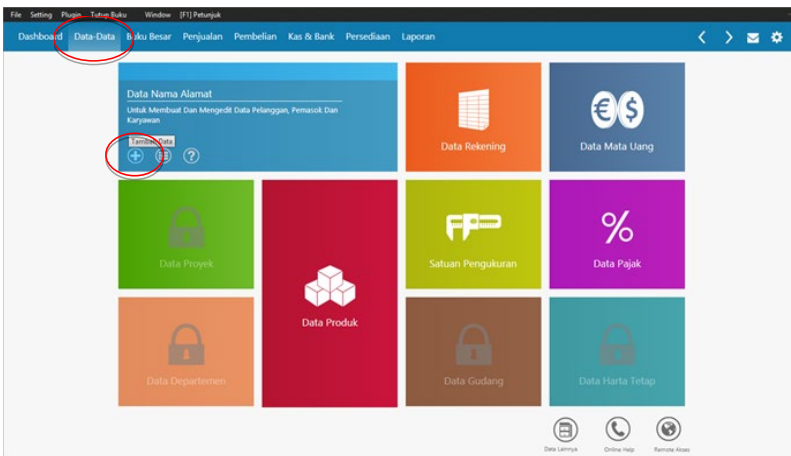 File Setting Plugin Tutup Buku Window [F1] Petunjuk
Dashboard Data-Data Buku Besar Penjualan Pembelian Kas & Bank Persediaan Laporan
Data Nama Alamat
Untuk Membuat Dan Mengedit Data Pelanggan, Pemasok Dan
Karyawan
Tambah Data
Data Rekening
Data Mata Uang
Data Proyek
Data Produk
Satuan Pengukuran
Data Pajak
Data Departemen
Data Gudang
Data Harta Tetap
Data Lainnya Online Help Remote Akses